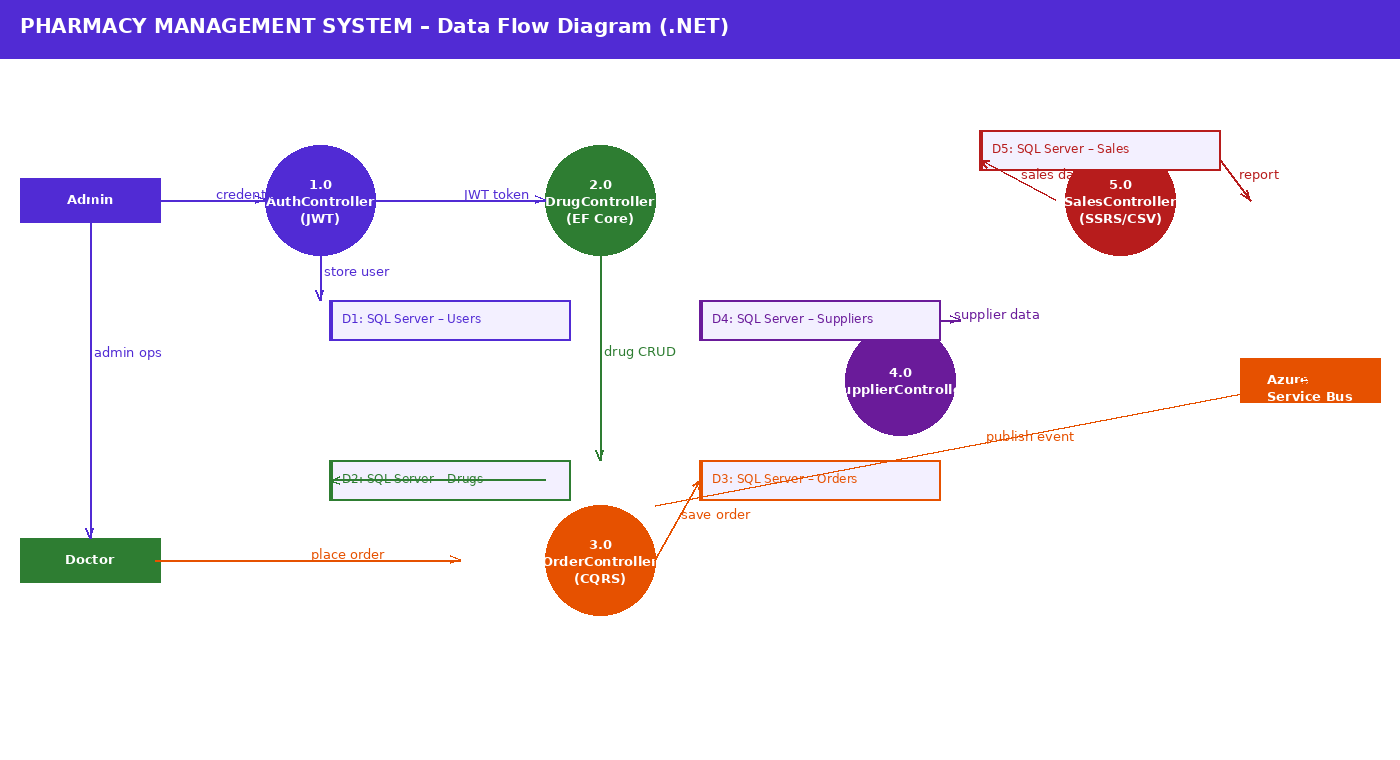 PHARMACY MANAGEMENT SYSTEM – Data Flow Diagram (.NET)
D5: SQL Server – Sales
sales da
report
Admin
credent
1.0
AuthController
(JWT)
JWT token
2.0
DrugController
(EF Core)
5.0
SalesController
(SSRS/CSV)
store user
D1: SQL Server – Users
D4: SQL Server – Suppliers
supplier data
admin ops
drug CRUD
4.0
upplierControlle
Azure
Service Bus
publish event
D2: SQL Server – Drugs
D3: SQL Server – Orders
save order
Doctor
place order
3.0
OrderController
(CQRS)